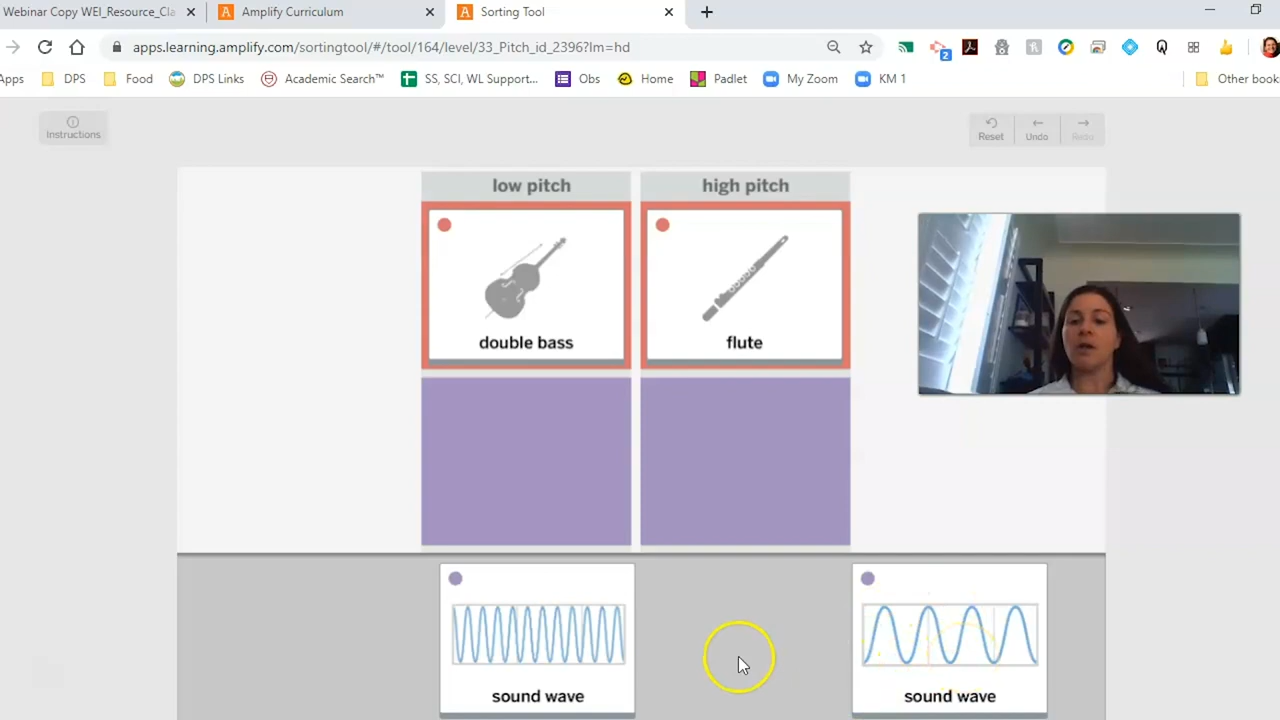 Webinar Copy WEI_Resource_Cla
Amplify Curriculum
Sorting Tool
apps.learning.amplify.com/sortingtool/#/tool/164/level/33_Pitch_id_2396?lm=hd
2
Apps DPS Food DPS Links Academic Search™ SS, SCI, WL Support... Obs Home Padlet My Zoom KM 1 Other book
Instructions
Reset Undo Redo
low pitch high pitch
double bass flute
sound wave sound wave